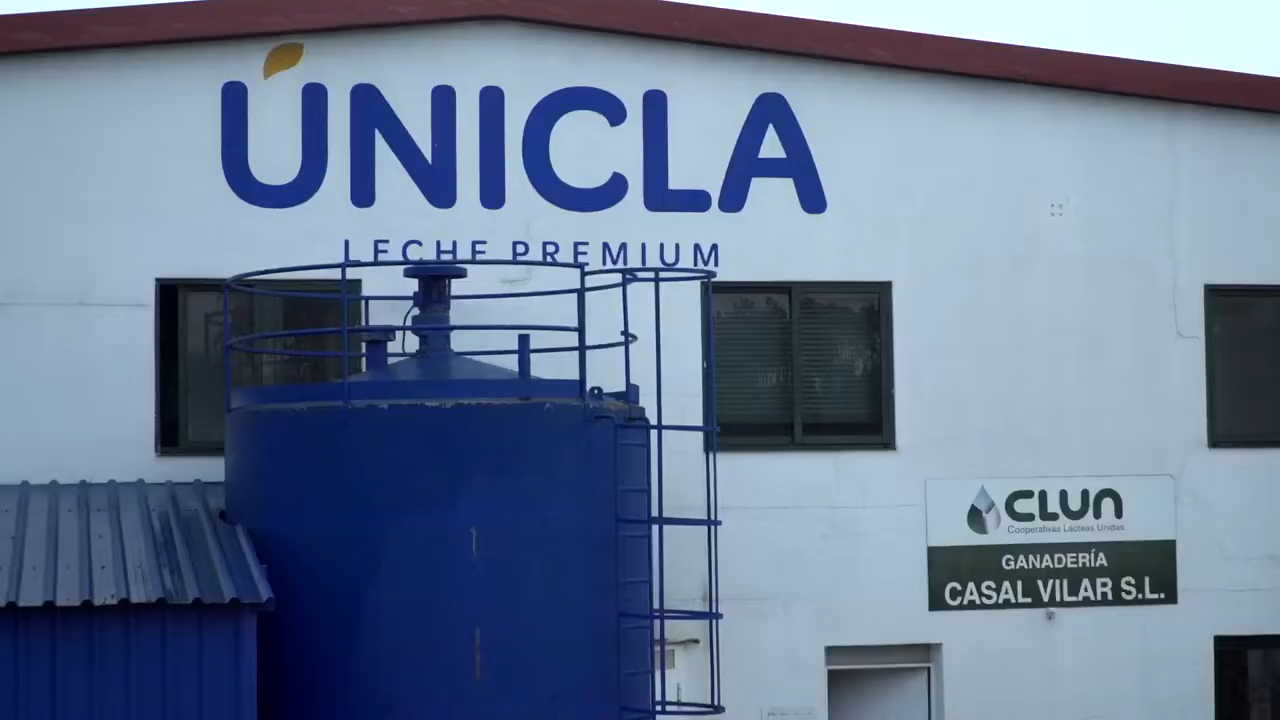 ÚNICLA
LECHE PREMIUM
CLUN
Cooperativas Lácteas Unidas
GANADERÍA
CASAL VILAR S.L.